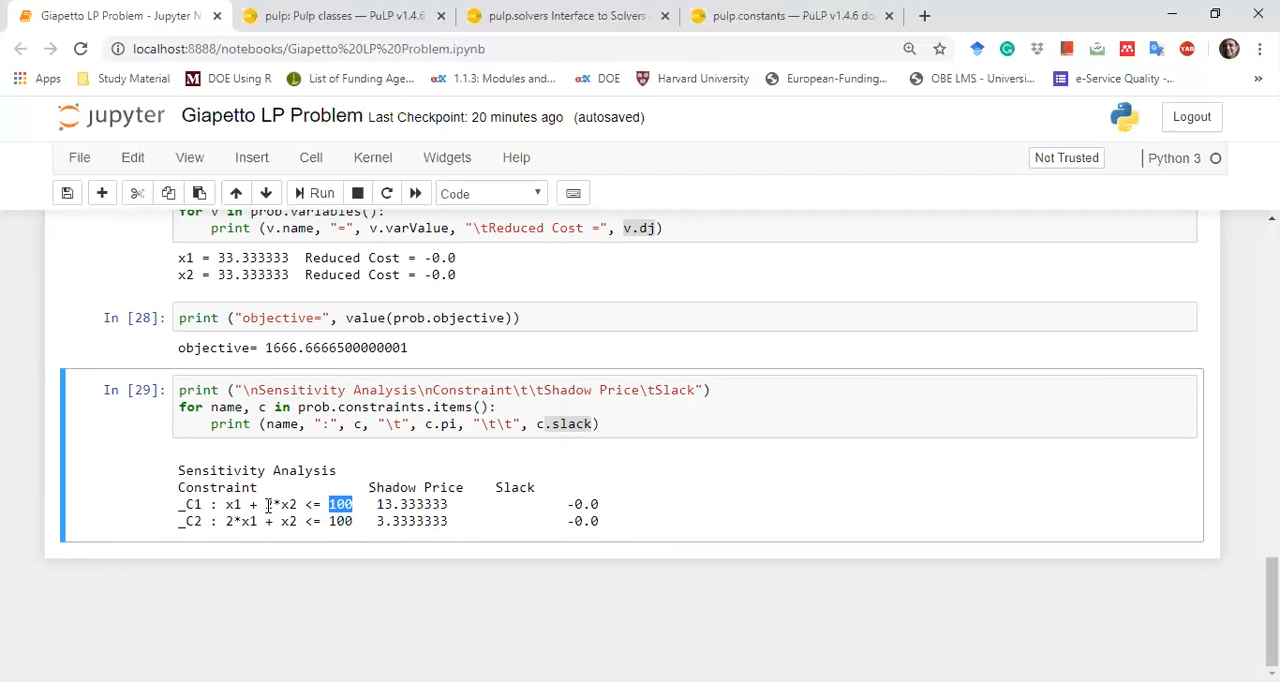 Giapetto LP Problem - Jupyter N
pulp: Pulp classes — PuLP v1.4.6
pulp.solvers Interface to Solvers
pulp.constants — PuLP v1.4.6 do
localhost:8888/notebooks/Giapetto%20LP%20Problem.ipynb
Apps Study Material DOE Using R List of Funding Age... 1.1.3: Modules and... DOE Harvard University European-Funding... OBE LMS - Universi... e-Service Quality -... »
jupyter Giapetto LP Problem Last Checkpoint: 20 minutes ago (autosaved) Logout
File Edit View Insert Cell Kernel Widgets Help Not Trusted Python 3
Run Code
for v in prob.variables():
print (v.name, "=", v.varValue, "\tReduced Cost =", v.dj)
x1 = 33.333333 Reduced Cost = -0.0
x2 = 33.333333 Reduced Cost = -0.0
In [28]: print ("objective=", value(prob.objective))
objective= 1666.6666500000001
In [29]: print ("\nSensitivity Analysis\nConstraint\t\tShadow Price\tSlack")
for name, c in prob.constraints.items():
print (name, ":", c, "\t", c.pi, "\t\t", c.slack)
Sensitivity Analysis
Constraint Shadow Price Slack
_C1 : x1 + 2*x2 <= 100 13.333333 -0.0
_C2 : 2*x1 + x2 <= 100 3.3333333 -0.0